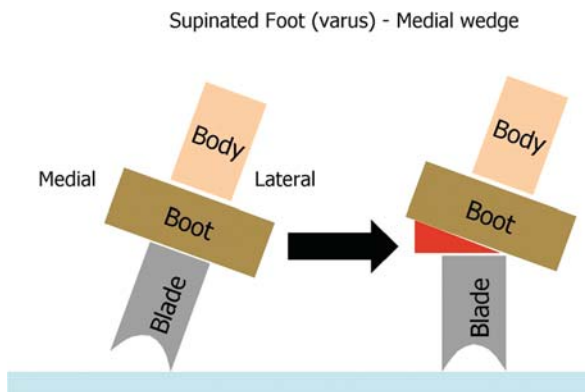 Supinated Foot (varus) - Medial wedge
Body
Medial
Lateral
Boot
Blade
Body
Boot
Blade